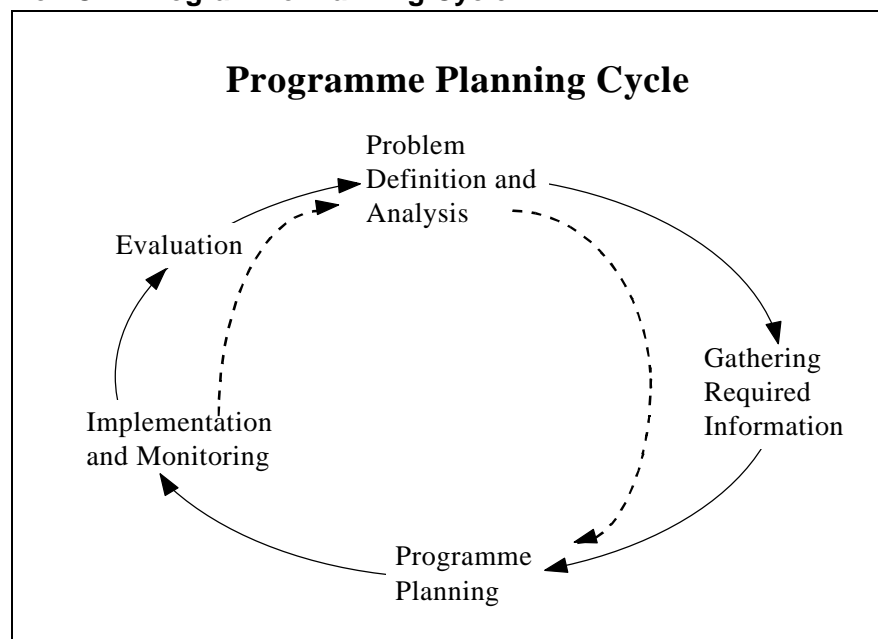 Programme Planning Cycle
Problem
Definition and
Analysis
Evaluation
Gathering
Required
Information
Implementation
and Monitoring
Programme
Planning